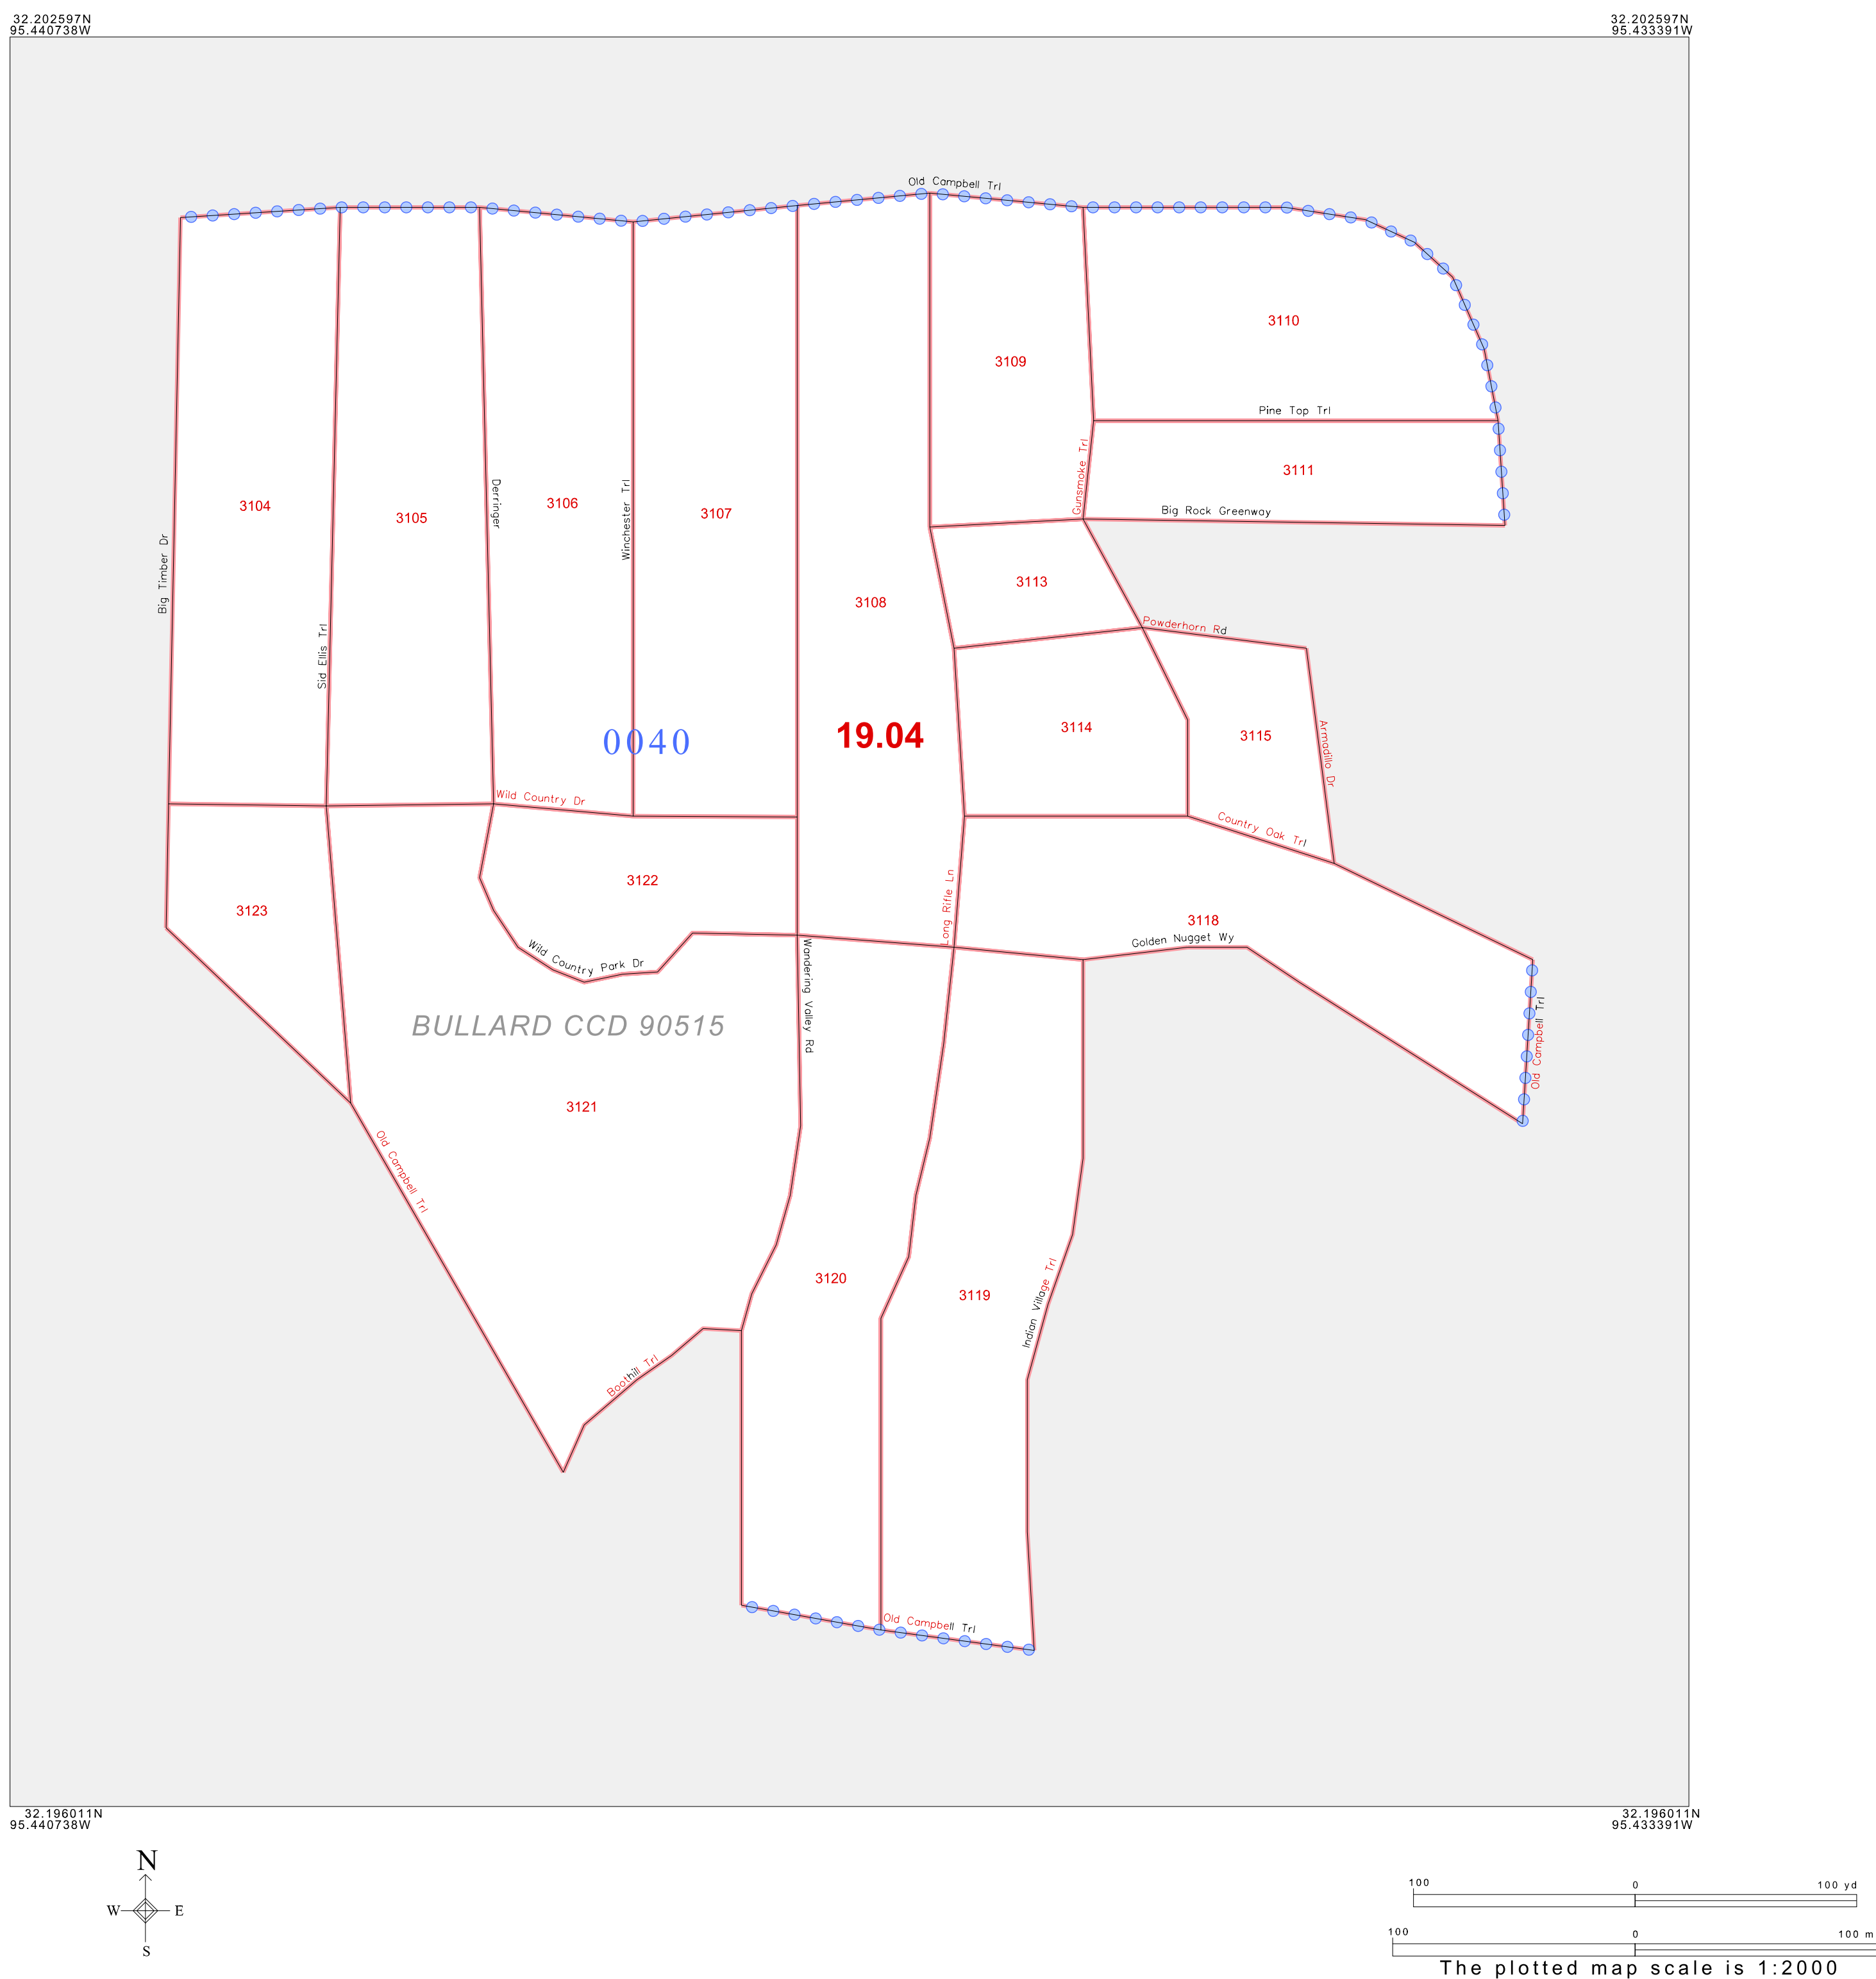 32.202597N
95.440738W
32.202597N
95.433391W
Old Campbell Trl
3110
3109
Pine Top Trl
Gunsmoke Trl
3111
3104
3105
Derringer
3106
Winchester Trl
3107
Big Rock Greenway
Big Timber Dr
3113
3108
Powderhorn Rd
Sid Ellis Trl
0040
19.04
3114
3115
Armadillo Dr
Wild Country Dr
Country Oak Trl
3122
3123
Long Rifle Ln
3118
Golden Nugget Wy
Wild Country Park Dr
Wandering Valley Rd
Old Campbell Trl
BULLARD CCD 90515
3121
Old Campbell Trl
3120
3119
Indian Village Trl
Boothill Trl
Old Campbell Trl
32.196011N
95.440738W
32.196011N
95.433391W
N
W
E
S
100 0 100 yd
100 0 100 m
The plotted map scale is 1:2000